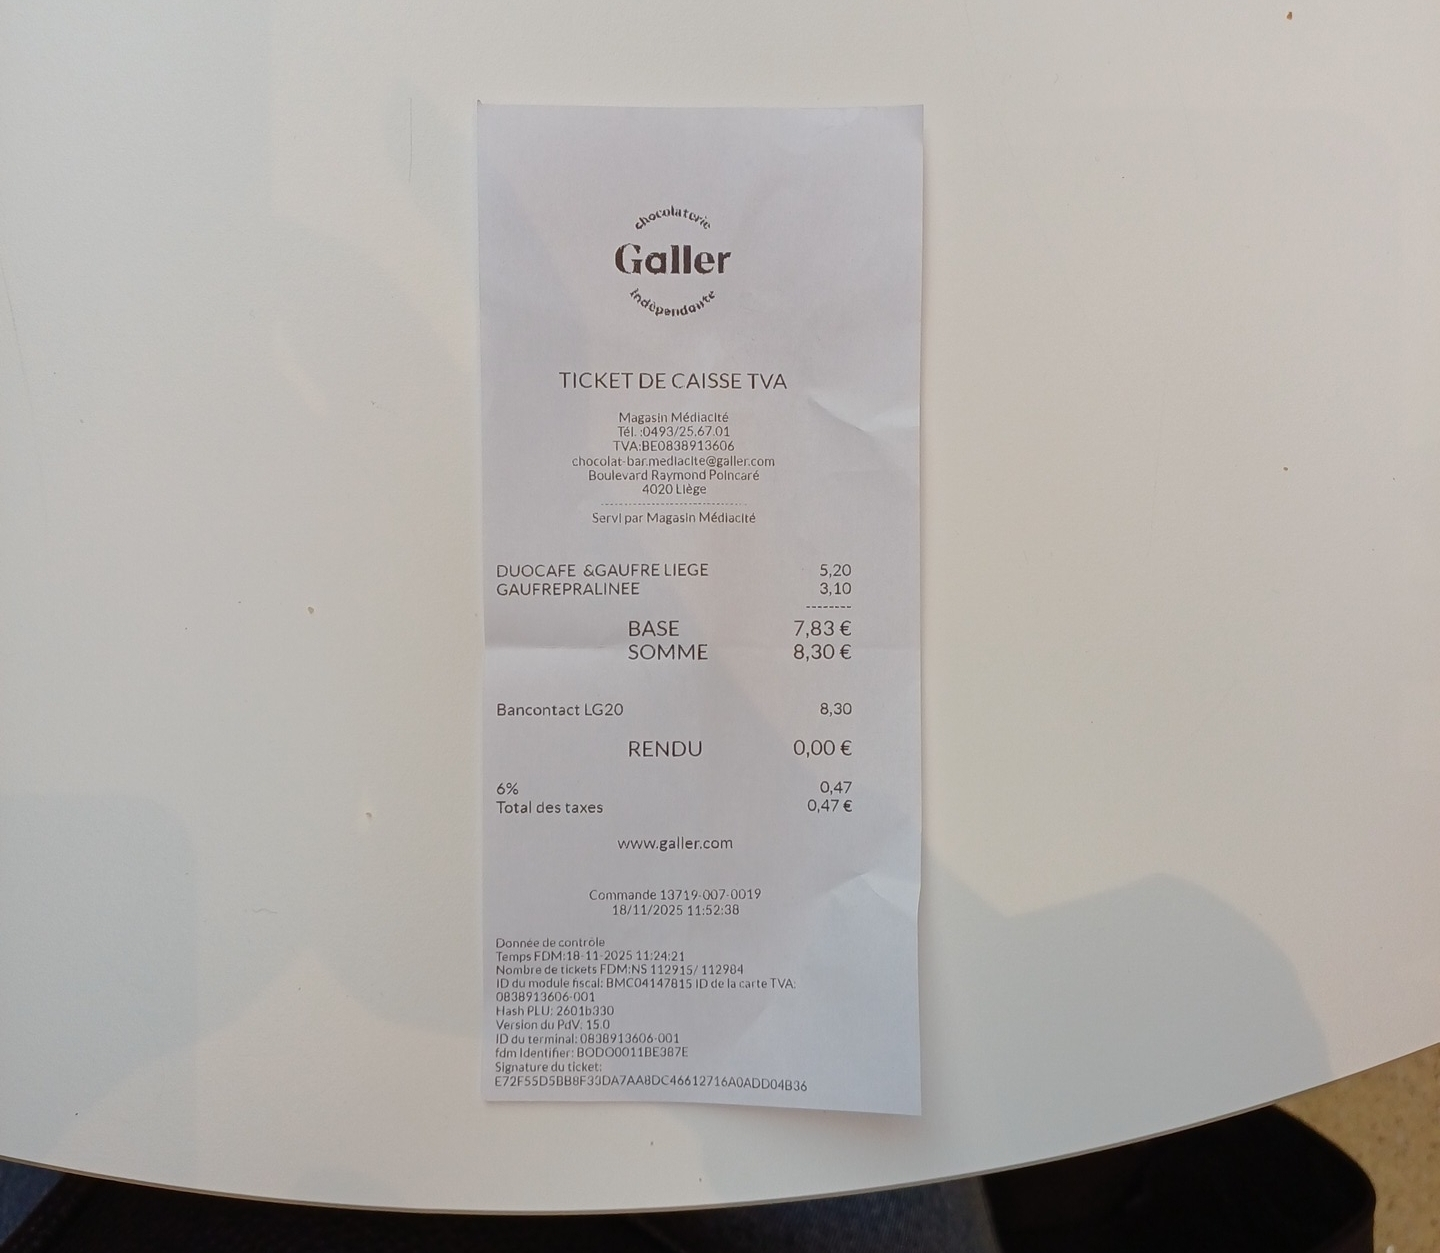 chocolaterie
Galler
indépendante
TICKET DE CAISSE TVA
Magasin Médiacité
Tél. :0493/25.67.01
TVA:BE0838913606
chocolat-bar.mediacite@galler.com
Boulevard Raymond Poincaré
4020 Liège
--------------------------------
Servi par Magasin Médiacité
DUOCAFE &GAUFRE LIEGE 5,20
GAUFREPRALINEE 3,10
--------
BASE 7,83 €
SOMME 8,30 €
Bancontact LG20 8,30
RENDU 0,00 €
6% 0,47
Total des taxes 0,47 €
www.galler.com
Commande 13719-007-0019
18/11/2025 11:52:38
Donnée de contrôle
Temps FDM:18-11-2025 11:24:21
Nombre de tickets FDM:NS 112915/ 112984
ID du module fiscal: BMC04147815 ID de la carte TVA:
0838913606-001
Hash PLU: 2601b330
Version du PdV: 15.0
ID du terminal: 0838913606-001
fdm Identifier: BODO0011BE387E
Signature du ticket:
E72F55D5BB8F33DA7AA8DC46612716A0ADD04B36